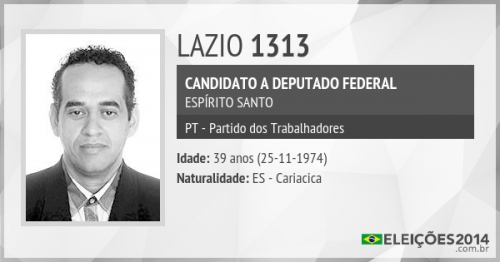 LAZIO 1313
CANDIDATO A DEPUTADO FEDERAL
ESPÍRITO SANTO
PT - Partido dos Trabalhadores
Idade: 39 anos (25-11-1974)
Naturalidade: ES - Cariacica
ELEIÇÕES2014
.com.br